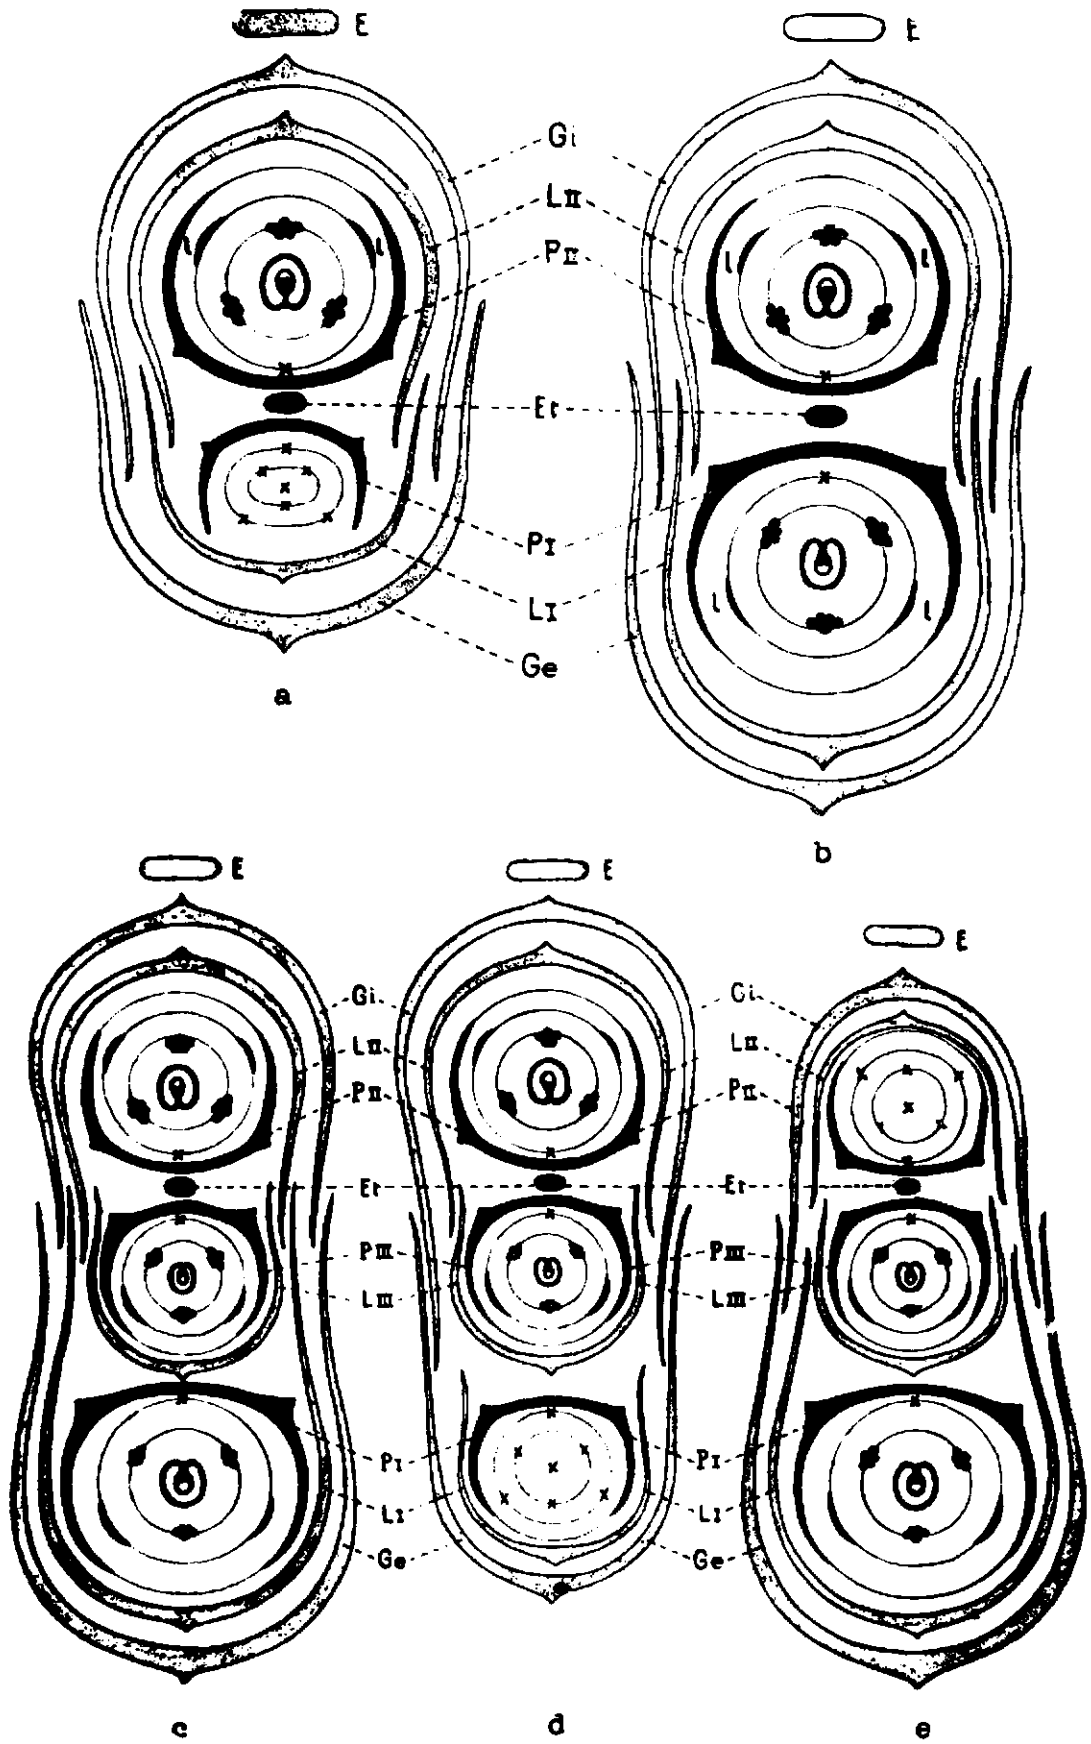 E E
Gi
LII
PII
l l l l
Et
PI
l l
LI
Ge
a
b
E E E
Gi Gi
LII LII
PII PII
Et Et
PIII PIII
LIII LIII
PI PI
LI LI
Ge Ge
c d e